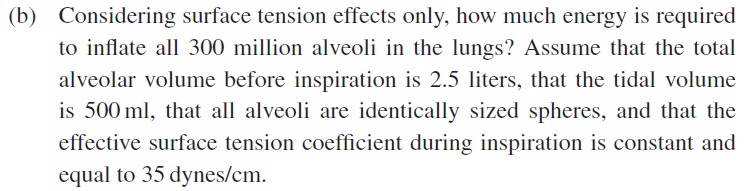 (b) Considering surface tension effects only, how much energy is required
to inflate all 300 million alveoli in the lungs? Assume that the total
alveolar volume before inspiration is 2.5 liters, that the tidal volume
is 500 ml, that all alveoli are identically sized spheres, and that the
effective surface tension coefficient during inspiration is constant and
equal to 35 dynes/cm.